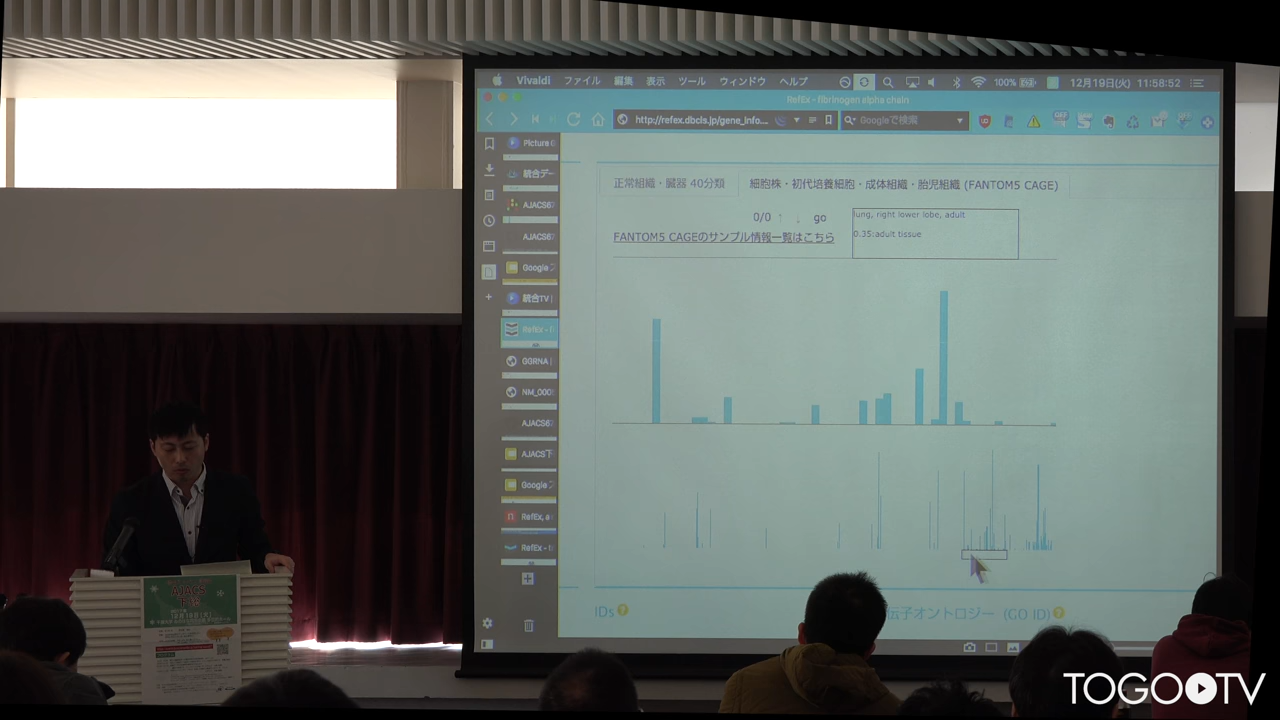 Vivaldi ファイル 編集 表示 ツール ウィンドウ ヘルプ 100% 12月19日(火) 11:58:52
RefEx - fibrinogen alpha chain
http://refex.dbcls.jp/gene_info.... Googleで検索
Picture G
統合デー
AJACS6
AJACS6
Google
統合TV |
RefEx -
GGRNA |
NM_000
AJACS6
AJACS下
Google
RefEx, a
RefEx -
正常組織・臓器 40分類 細胞株・初代培養細胞・成体組織・胎児組織 (FANTOM5 CAGE)
0/0 ↑ ↓ go
FANTOM5 CAGEのサンプル情報一覧はこちら
lung, right lower lobe, adult
0.35:adult tissue
IDs ?
伝子オントロジー (GO ID) ?
AJACS
TOGOTV